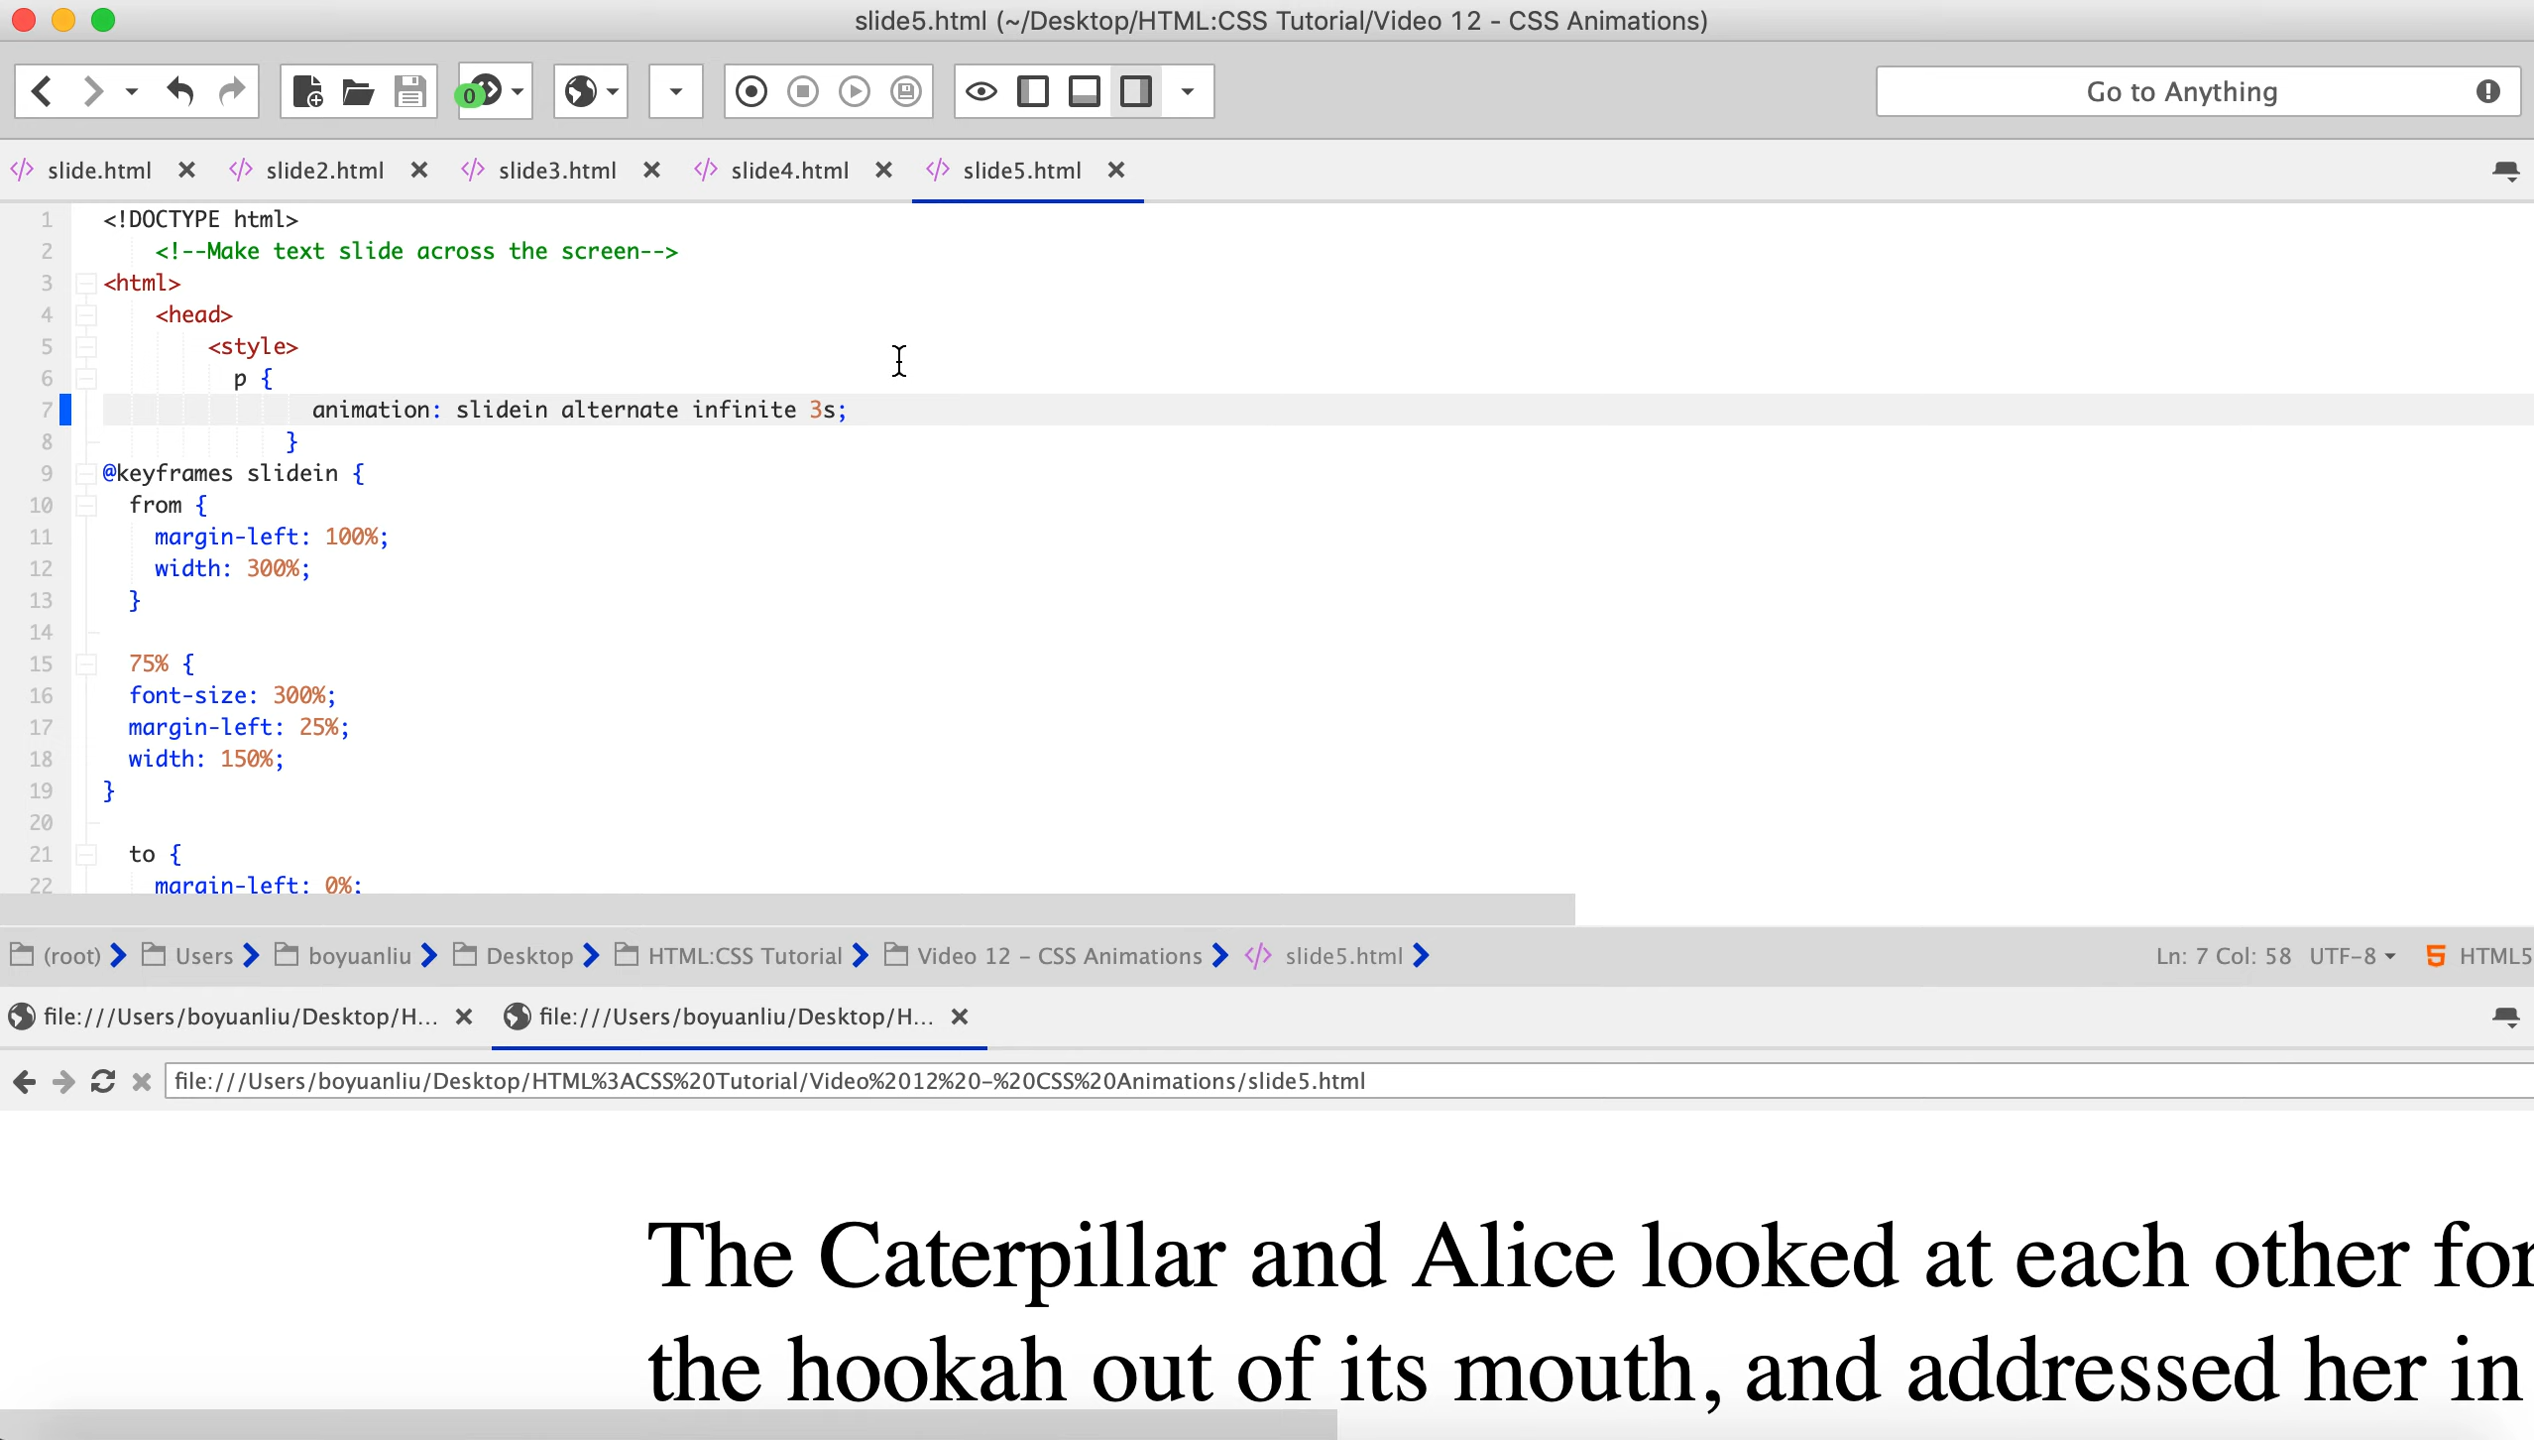 slide5.html (~/Desktop/HTML:CSS Tutorial/Video 12 - CSS Animations)
0
Go to Anything
slide.html slide2.html slide3.html slide4.html slide5.html
1 <!DOCTYPE html>
2 <!--Make text slide across the screen-->
3 <html>
4 <head>
5 <style>
6 p {
7 animation: slidein alternate infinite 3s;
8 }
9 @keyframes slidein {
10 from {
11 margin-left: 100%;
12 width: 300%;
13 }
14
15 75% {
16 font-size: 300%;
17 margin-left: 25%;
18 width: 150%;
19 }
20
21 to {
22 margin-left: 0%;
(root) Users boyuanliu Desktop HTML:CSS Tutorial Video 12 - CSS Animations slide5.html Ln: 7 Col: 58 UTF-8 HTML5
file:///Users/boyuanliu/Desktop/H... file:///Users/boyuanliu/Desktop/H...
file:///Users/boyuanliu/Desktop/HTML%3ACSS%20Tutorial/Video%2012%20-%20CSS%20Animations/slide5.html
The Caterpillar and Alice looked at each other for
the hookah out of its mouth, and addressed her in